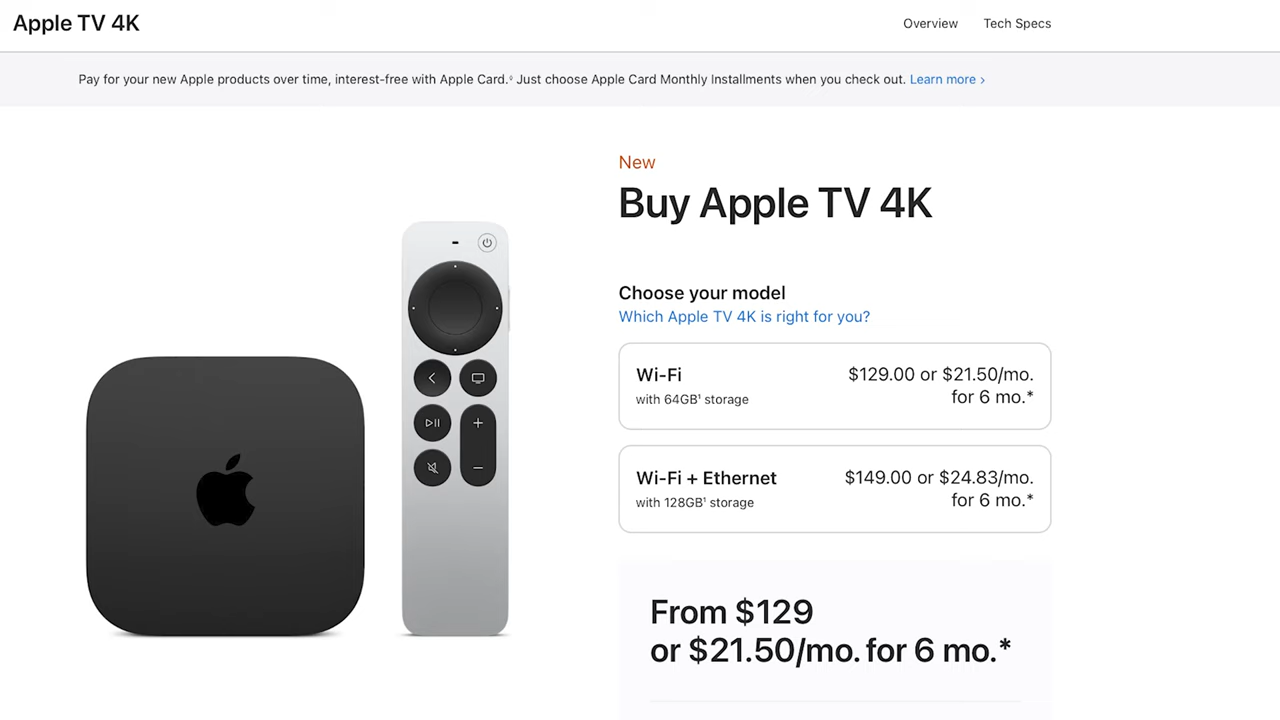 Apple TV 4K
Overview
Tech Specs
Pay for your new Apple products over time, interest-free with Apple Card.◊ Just choose Apple Card Monthly Installments when you check out. Learn more ›
New
Buy Apple TV 4K
Choose your model
Which Apple TV 4K is right for you?
Wi-Fi
$129.00 or $21.50/mo.
with 64GB¹ storage
for 6 mo.*
Wi-Fi + Ethernet
$149.00 or $24.83/mo.
with 128GB¹ storage
for 6 mo.*
From $129
or $21.50/mo. for 6 mo.*